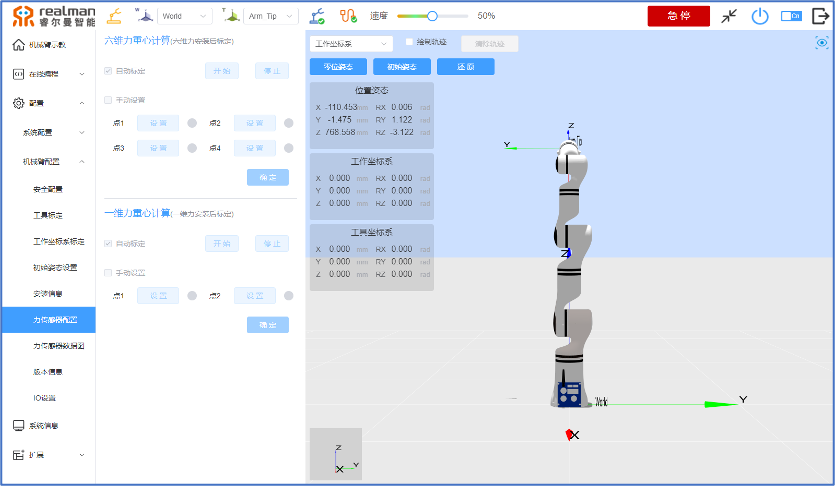 realman
睿尔曼智能
W
World
T
Arm_Tip
速度
50%
急停
Ch
机械臂示教
在线编程
配置
系统配置
机械臂配置
安全配置
工具标定
工作坐标系标定
初始姿态设置
安装信息
力传感器配置
力传感器数据图
版本信息
IO设置
系统信息
扩展
六维力重心计算(六维力安装后标定)
自动标定
开始
停止
手动设置
点1
设置
点2
设置
点3
设置
点4
设置
确定
一维力重心计算(一维力安装后标定)
自动标定
开始
停止
手动设置
点1
设置
点2
设置
确定
工作坐标系
绘制轨迹
清除轨迹
零位姿态
初始姿态
还原
位置姿态
X -110.453 mm RX 0.006 rad
Y -1.475 mm RY 1.122 rad
Z 768.558 mm RZ -3.122 rad
工作坐标系
X 0.000 mm RX 0.000 rad
Y 0.000 mm RY 0.000 rad
Z 0.000 mm RZ 0.000 rad
工具坐标系
X 0.000 mm RX 0.000 rad
Y 0.000 mm RY 0.000 rad
Z 0.000 mm RZ 0.000 rad
Z
Y
Z
World
Y
X
Z
X
Y